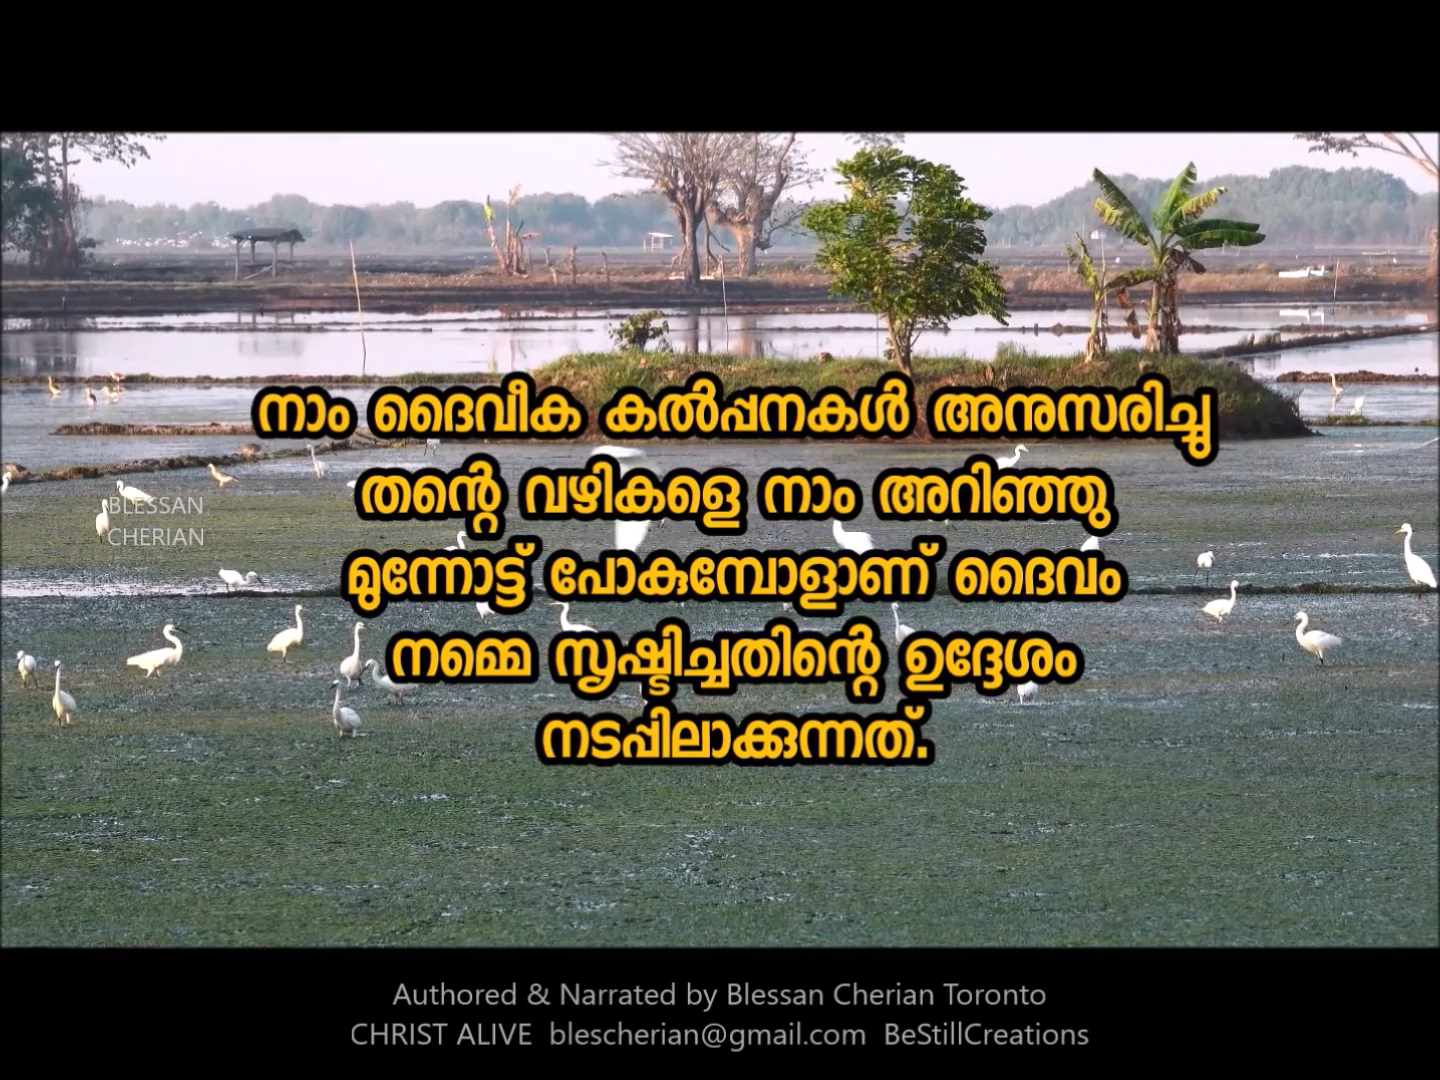 നാം ദൈവീക കൽപ്പനകൾ അനുസരിച്ചു
തന്റെ വഴികളെ നാം അറിഞ്ഞു
മുന്നോട്ട് പോകുമ്പോളാണ് ദൈവം
നമ്മെ സൃഷ്ടിച്ചതിന്റെ ഉദ്ദേശം
നടപ്പിലാക്കുന്നത്.
BLESSAN
CHERIAN
Authored & Narrated by Blessan Cherian Toronto
CHRIST ALIVE blescherian@gmail.com BeStillCreations